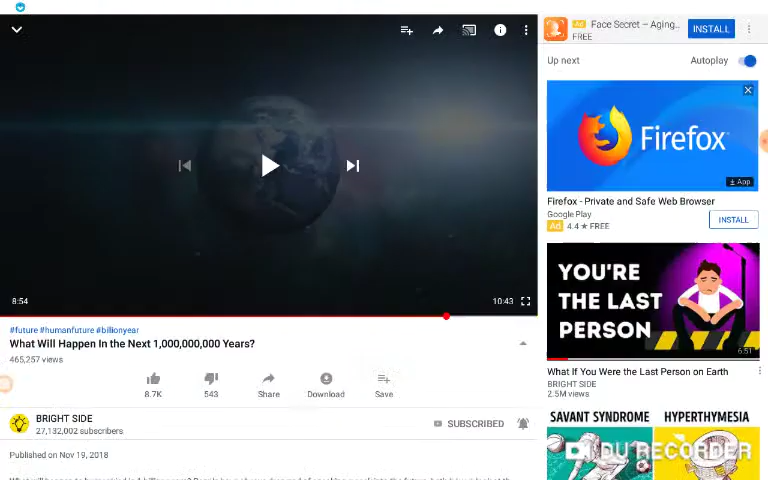 Ad Face Secret – Aging...
FREE
INSTALL
Up next
Autoplay
Firefox
App
Firefox - Private and Safe Web Browser
Google Play
Ad 4.4 ★ FREE
INSTALL
8:54
10:43
#future #humanfuture #billionyear
What Will Happen In the Next 1,000,000,000 Years?
465,257 views
8.7K
543
Share
Download
Save
BRIGHT SIDE
27,132,002 subscribers
SUBSCRIBED
Published on Nov 19, 2018
YOU'RE
THE LAST
PERSON
6:51
What If You Were the Last Person on Earth
BRIGHT SIDE
2.5M views
SAVANT SYNDROME
HYPERTHYMESIA
DU RECORDER